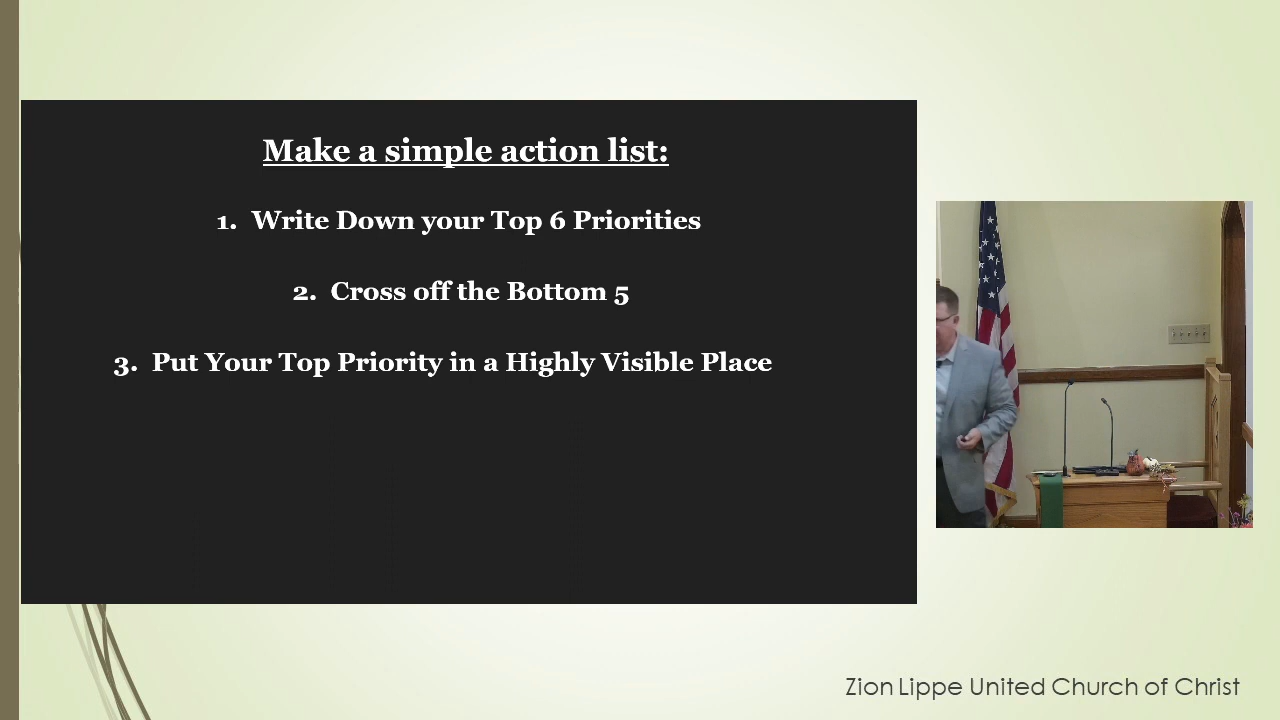 Make a simple action list:
1. Write Down your Top 6 Priorities
2. Cross off the Bottom 5
3. Put Your Top Priority in a Highly Visible Place
Zion Lippe United Church of Christ